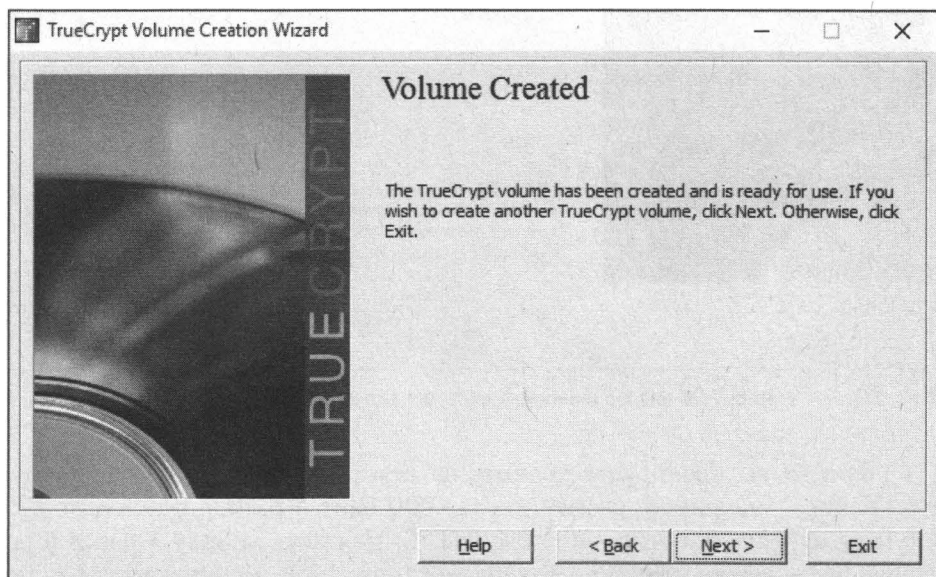 TrueCrypt Volume Creation Wizard
Volume Created
TRUECRYPT
The TrueCrypt volume has been created and is ready for use. If you
wish to create another TrueCrypt volume, click Next. Otherwise, click
Exit.
Help
< Back
Next >
Exit